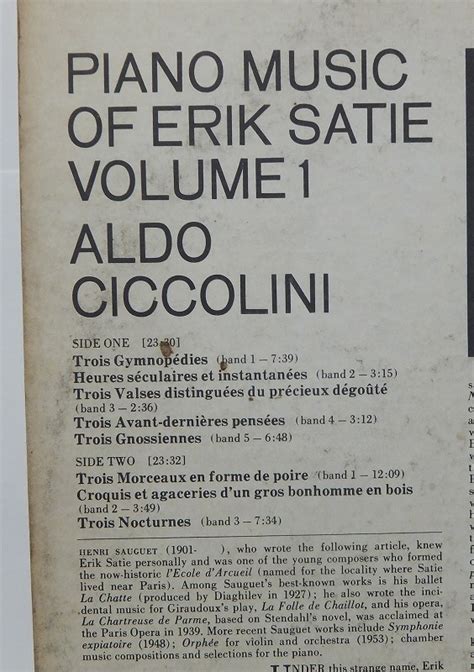 PIANO MUSIC
OF ERIK SATIE
VOLUME 1
ALDO
CICCOLINI
SIDE ONE [23:30]
Trois Gymnopédies (band 1 – 7:39)
Heures séculaires et instantanées (band 2 – 3:15)
Trois Valses distinguées du précieux dégoûté
(band 3 – 2:36)
Trois Avant-dernières pensées (band 4 – 3:12)
Trois Gnossiennes (band 5 – 6:48)
SIDE TWO [23:32]
Trois Morceaux en forme de poire (band 1 – 12:09)
Croquis et agaceries d'un gros bonhomme en bois
(band 2 – 3:49)
Trois Nocturnes (band 3 – 7:34)
HENRI SAUGUET (1901- ), who wrote the following article, knew
Erik Satie personally and was one of the young composers who formed
the now-historic l'Ecole d'Arcueil (named for the locality where Satie
lived near Paris). Among Sauguet's best-known works is his ballet
La Chatte (produced by Diaghilev in 1927); he also wrote the inci-
dental music for Giraudoux's play, La Folle de Chaillot, and his opera,
La Chartreuse de Parme, based on Stendahl's novel, was acclaimed at
the Paris Opera in 1939. More recent Sauguet works include Symphonie
expiatoire (1948); Orphée for violin and orchestra (1953); chamber
music compositions and selections for the piano.
UNDER this strange name, Erik